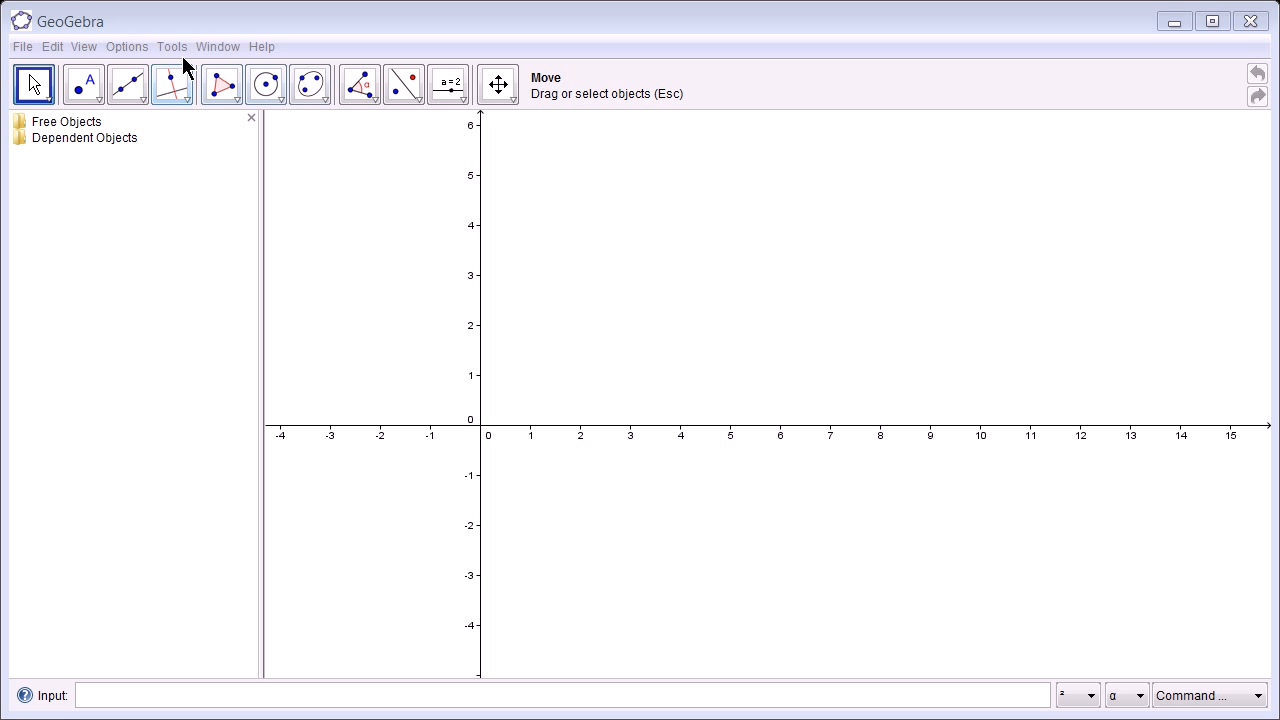 GeoGebra
File Edit View Options Tools Window Help
A
α
a=2
Move
Drag or select objects (Esc)
Free Objects
Dependent Objects
6
5
4
3
2
1
0
-4 -3 -2 -1 0 1 2 3 4 5 6 7 8 9 10 11 12 13 14 15
-1
-2
-3
-4
Input:
² α Command ...